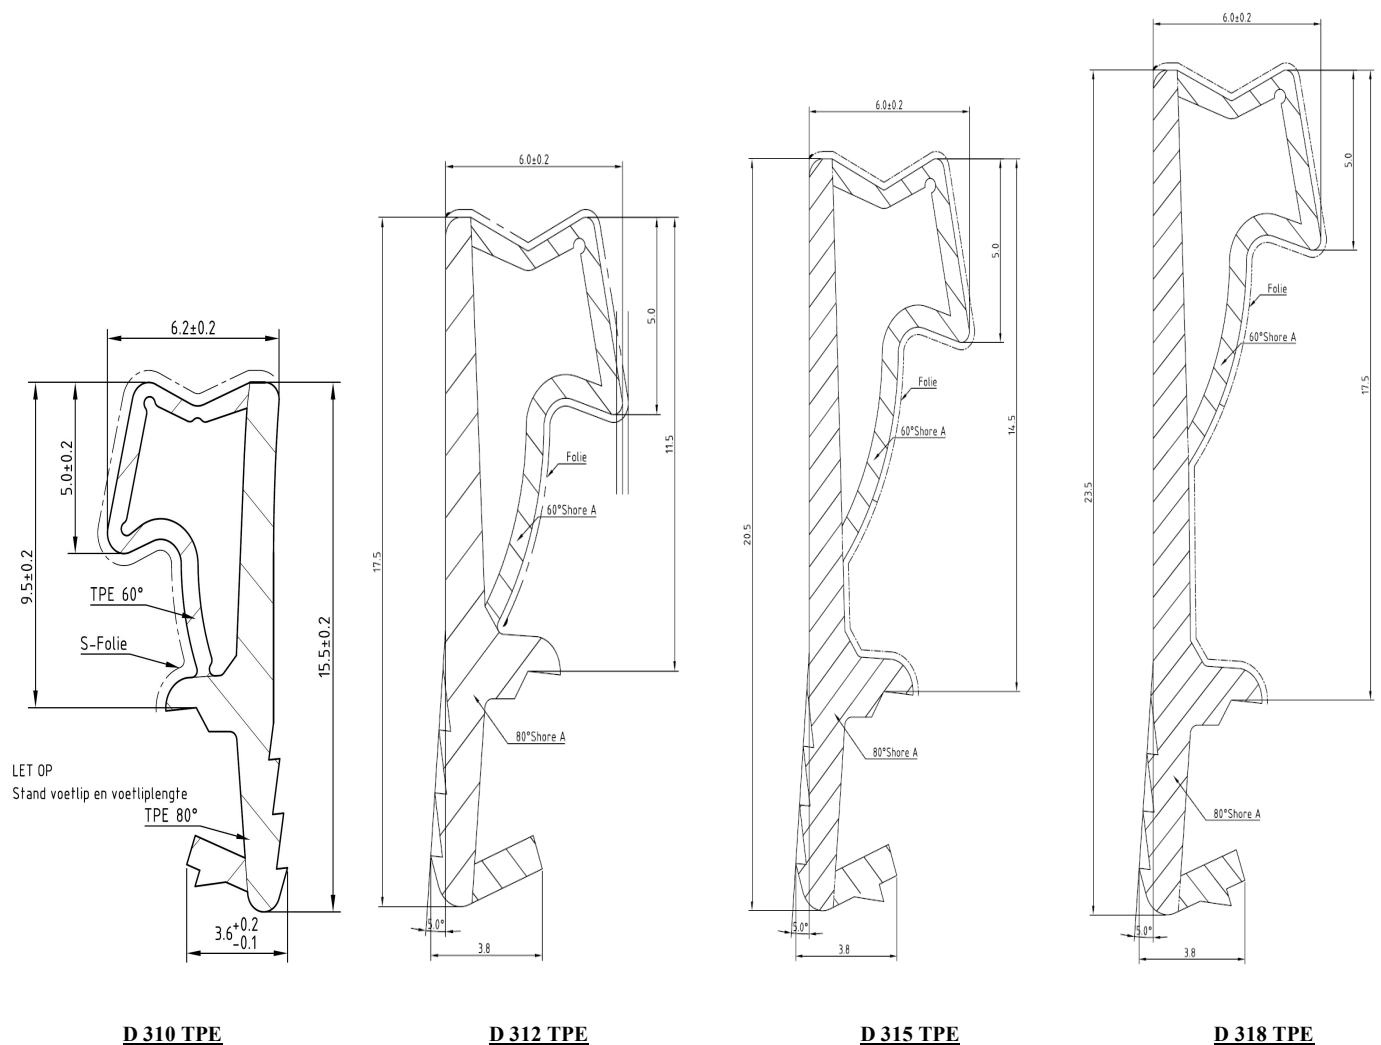 6.2±0.2
5.0±0.2
9.5±0.2
15.5±0.2
TPE 60°
S-Folie
LET OP
Stand voetlip en voetliplengte
TPE 80°
3.6+0.2
-0.1
6.0±0.2
5.0
11.5
17.5
Folie
60°Shore A
80°Shore A
5.0°
3.8
6.0±0.2
5.0
14.5
20.5
Folie
60°Shore A
80°Shore A
5.0°
3.8
6.0±0.2
5.0
17.5
23.5
Folie
60°Shore A
80°Shore A
5.0°
3.8
D 310 TPE
D 312 TPE
D 315 TPE
D 318 TPE